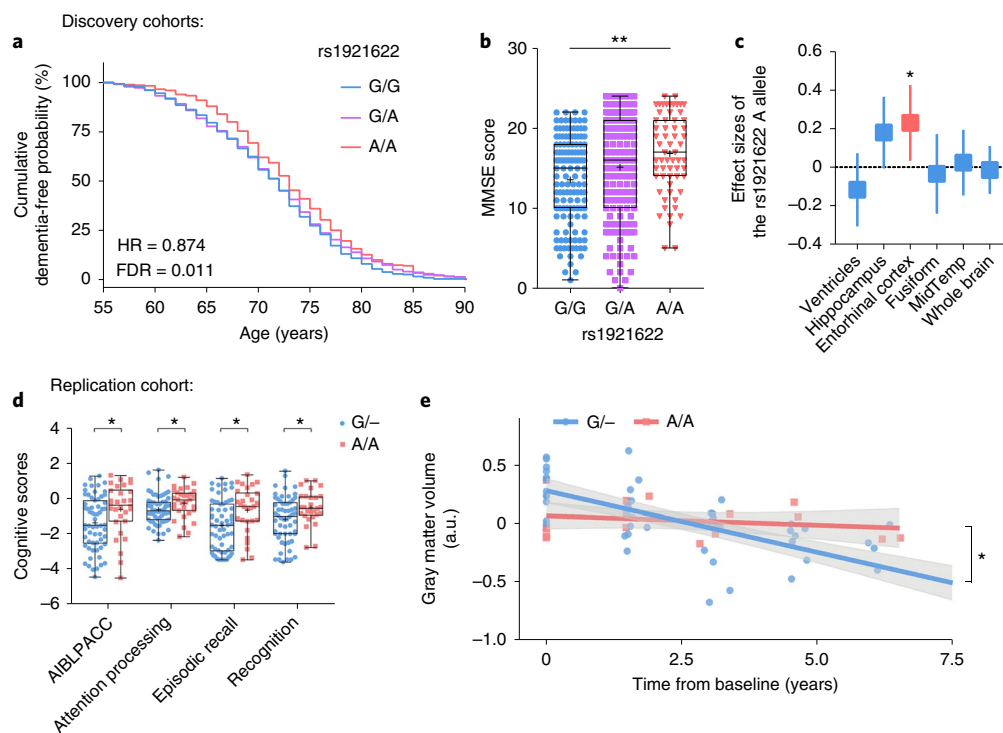 Discovery cohorts:
a
rs1921622
G/G
G/A
A/A
Cumulative
dementia-free probability (%)
100
75
50
25
0
HR = 0.874
FDR = 0.011
55 60 65 70 75 80 85 90
Age (years)
b
**
MMSE score
30
20
10
0
G/G G/A A/A
rs1921622
c
*
Effect sizes of
the rs1921622 A allele
0.6
0.4
0.2
0
−0.2
−0.4
Ventricles
Hippocampus
Entorhinal cortex
Fusiform
MidTemp
Whole brain
Replication cohort:
d
G/−
A/A
* * * *
Cognitive scores
4
2
0
−2
−4
−6
AIBLPACC
Attention processing
Episodic recall
Recognition
e
G/− A/A
Gray matter volume
(a.u.)
1.0
0.5
0
−0.5
−1.0
*
0 2.5 5.0 7.5
Time from baseline (years)